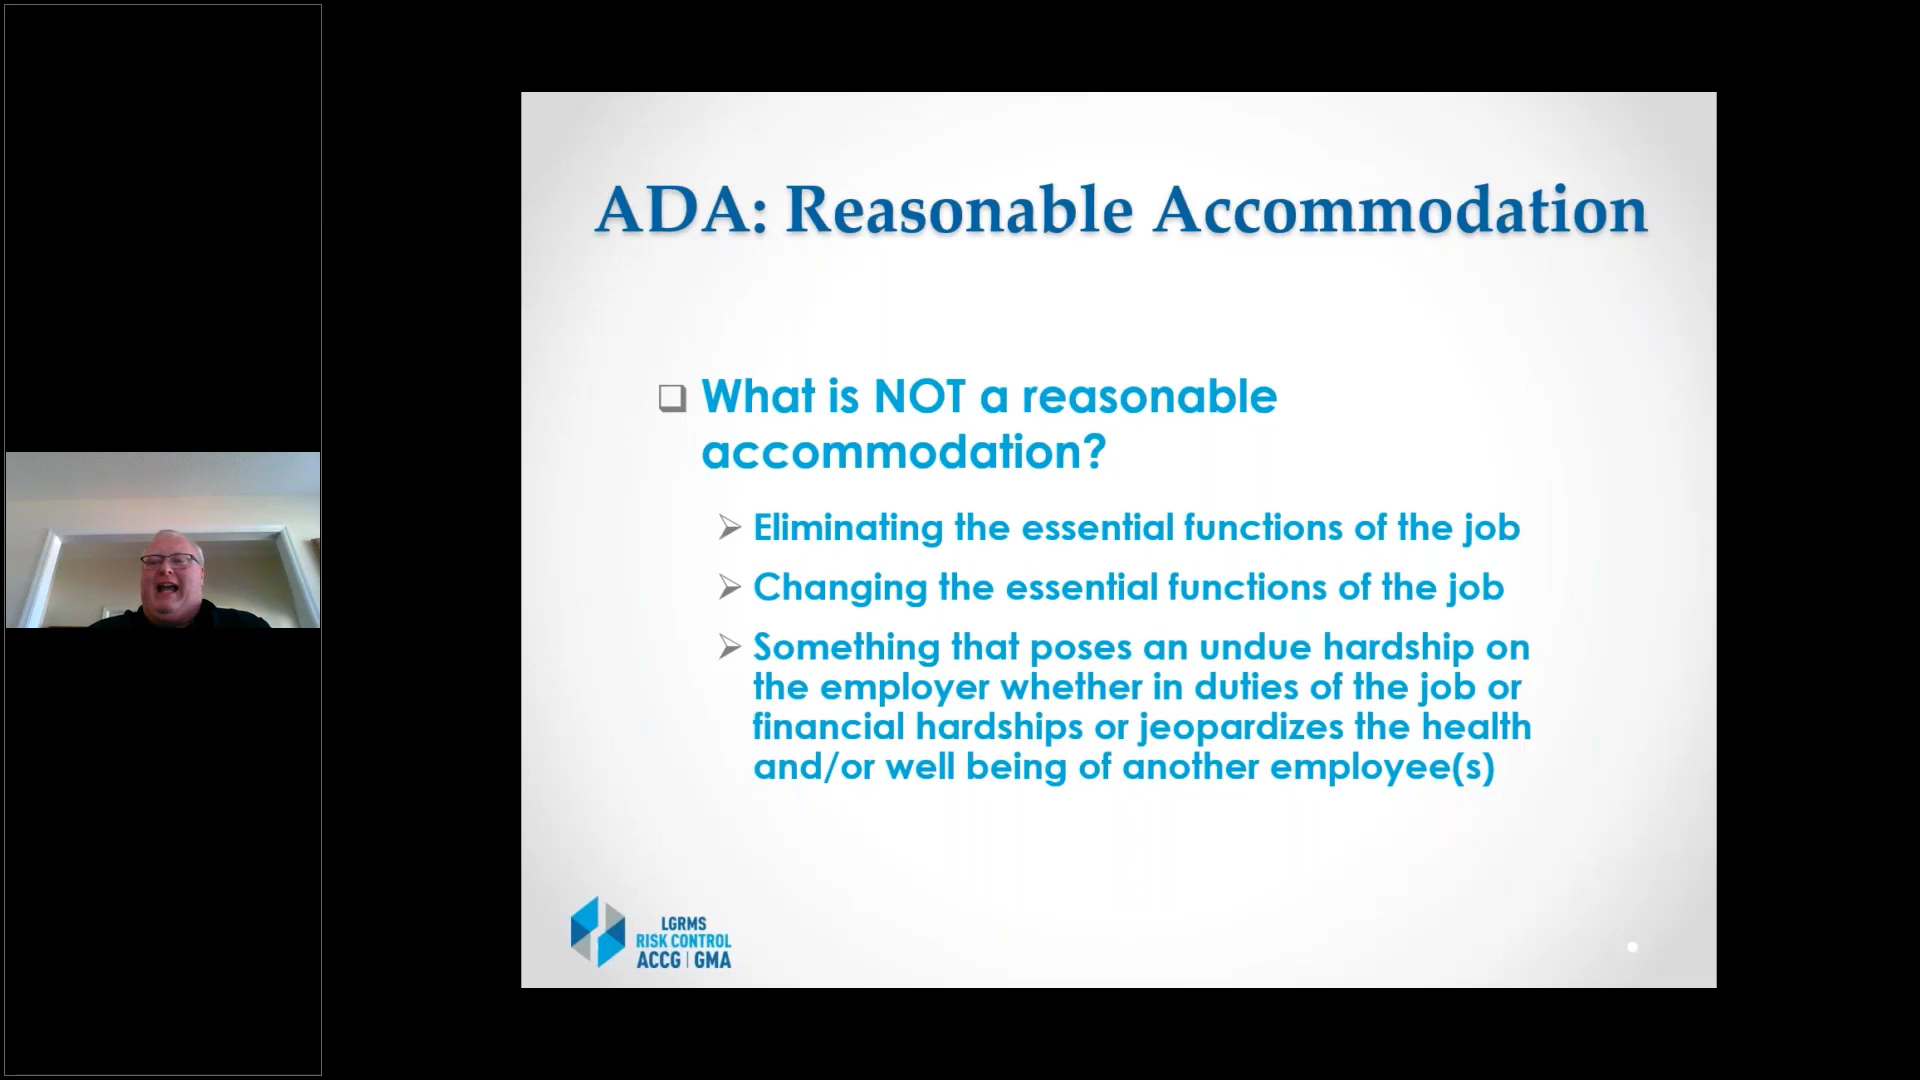 ADA: Reasonable Accommodation
What is NOT a reasonable
accommodation?
Eliminating the essential functions of the job
Changing the essential functions of the job
Something that poses an undue hardship on
the employer whether in duties of the job or
financial hardships or jeopardizes the health
and/or well being of another employee(s)
LGRMS
RISK CONTROL
ACCG | GMA